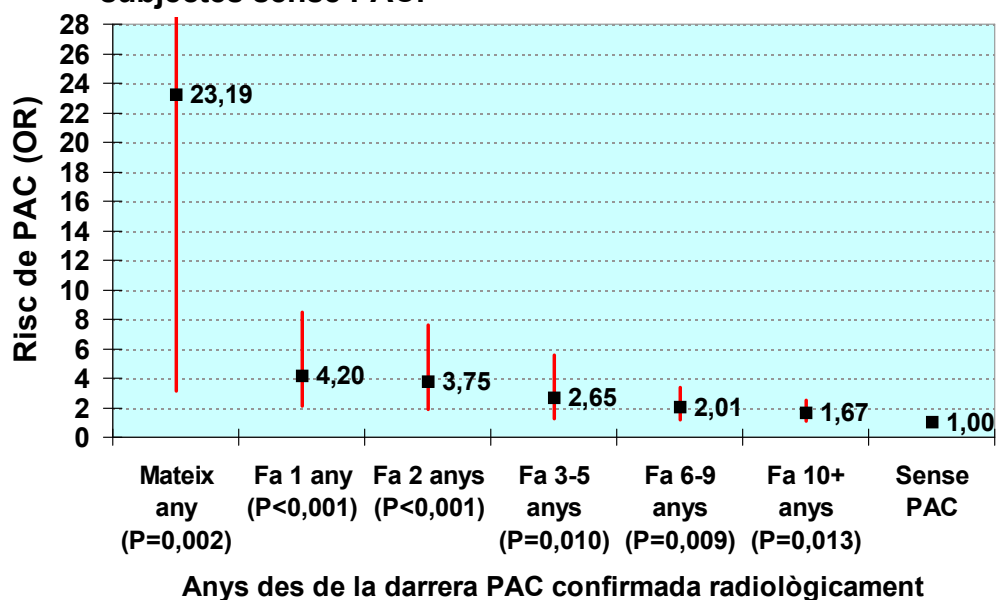 subjectes sense PAC.
28
26
24
22
20
18
16
14
12
10
8
6
4
2
0
Risc de PAC (OR)
23,19
4,20
3,75
2,65
2,01
1,67
1,00
Mateix
any
(P=0,002)
Fa 1 any
(P<0,001)
Fa 2 anys
(P<0,001)
Fa 3-5
anys
(P=0,010)
Fa 6-9
anys
(P=0,009)
Fa 10+
anys
(P=0,013)
Sense
PAC
Anys des de la darrera PAC confirmada radiològicament